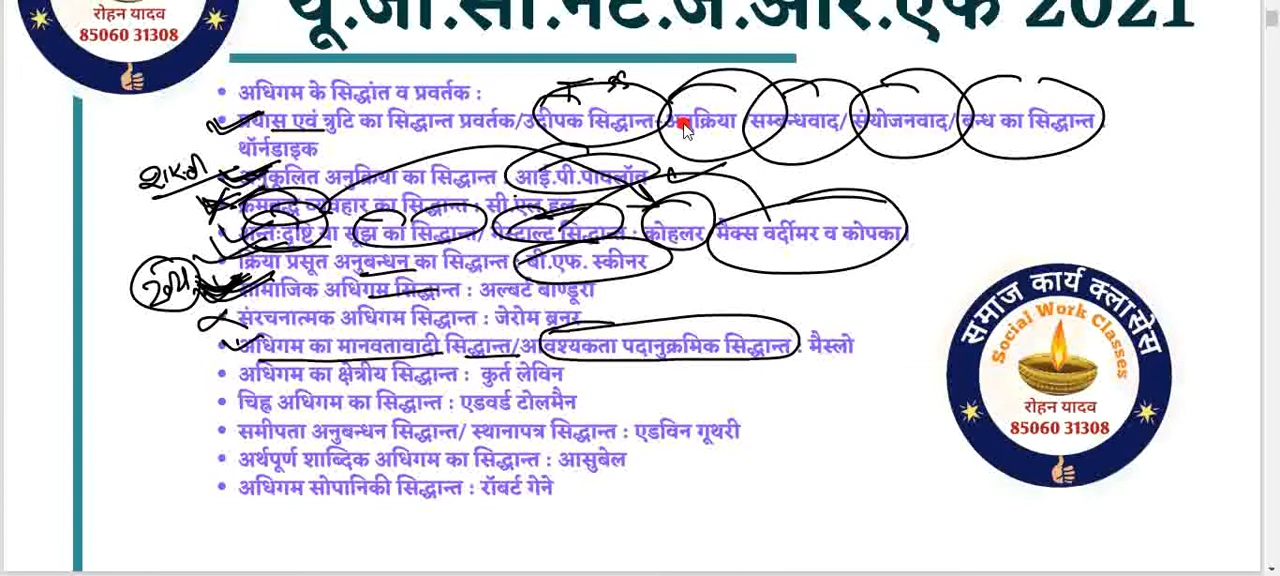 रोहन यादव
85060 31308
यू.जी.सी.नेट.जे.आर.एफ 2021
अधिगम के सिद्धांत व प्रवर्तक :
प्रयास एवं त्रुटि का सिद्धान्त प्रवर्तक/उद्दीपक सिद्धान्त- अनुक्रिया /सम्बन्धवाद/ संयोजनवाद/ बन्ध का सिद्धान्त :
थॉर्नडाइक
अनुकूलित अनुक्रिया का सिद्धान्त : आई.पी.पावलॉव
क्रमबद्ध व्यवहार का सिद्धान्त : सी.एल.हल
अन्तःदृष्टि या सूझ का सिद्धान्त/ गेस्टाल्ट सिद्धान्त : कोहलर, मैक्स वर्दीमर व कोपका
क्रिया प्रसूत अनुबन्धन का सिद्धान्त : बी.एफ. स्कीनर
सामाजिक अधिगम सिद्धान्त : अल्बर्ट बाण्डूरा
संरचनात्मक अधिगम सिद्धान्त : जेरोम ब्रूनर
अधिगम का मानवतावादी सिद्धान्त/आवश्यकता पदानुक्रमिक सिद्धान्त : मैस्लो
अधिगम का क्षेत्रीय सिद्धान्त : कुर्त लेविन
चिह्न अधिगम का सिद्धान्त : एडवर्ड टोलमैन
समीपता अनुबन्धन सिद्धान्त/ स्थानापत्र सिद्धान्त : एडविन गूथरी
अर्थपूर्ण शाब्दिक अधिगम का सिद्धान्त : आसुबेल
अधिगम सोपानिकी सिद्धान्त : रॉबर्ट गेने
समाज कार्य क्लासेस
Social Work Classes
रोहन यादव
85060 31308